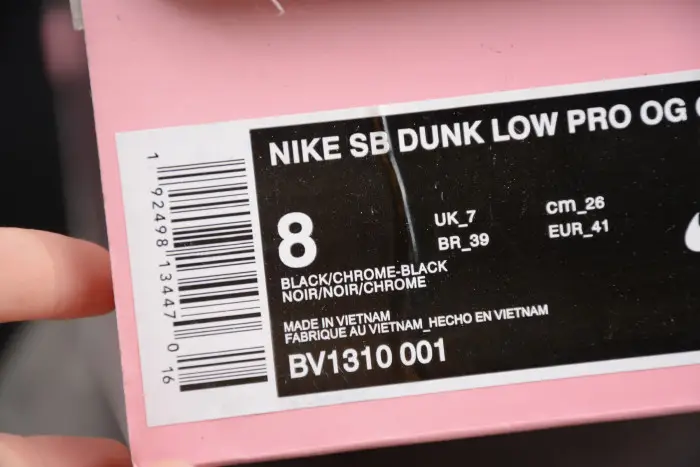 NIKE SB DUNK LOW PRO OG
8
UK_7
cm_26
BR_39
EUR_41
BLACK/CHROME-BLACK
NOIR/NOIR/CHROME
MADE IN VIETNAM
FABRIQUE AU VIETNAM_HECHO EN VIETNAM
BV1310 001
1 92498 13447 0 16